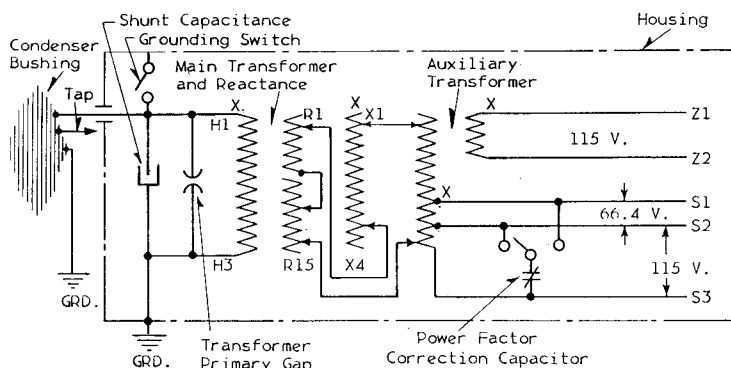 Shunt Capacitance
Housing
Condenser
Bushing
Grounding Switch
Main Transformer
and Reactance
Auxiliary
Transformer
Tap
X.
H1
R1
X
X1
X
Z1
115 V.
Z2
X
S1
66.4 V.
S2
115 V.
H3
R15
X4
S3
GRD.
GRD.
Transformer
Primary Gap
Power Factor
Correction Capacitor